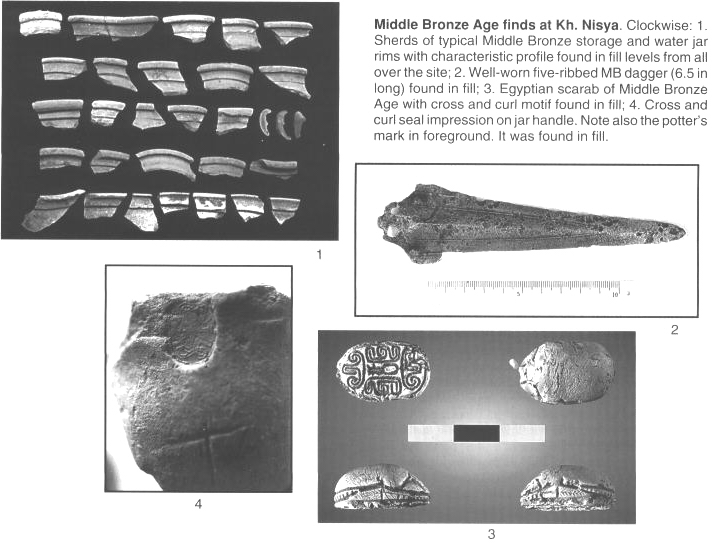 Middle Bronze Age finds at Kh. Nisya. Clockwise: 1.
Sherds of typical Middle Bronze storage and water jar
rims with characteristic profile found in fill levels from all
over the site; 2. Well-worn five-ribbed MB dagger (6.5 in
long) found in fill; 3. Egyptian scarab of Middle Bronze
Age with cross and curl motif found in fill; 4. Cross and
curl seal impression on jar handle. Note also the potter's
mark in foreground. It was found in fill.
1
5
10
2
4
3